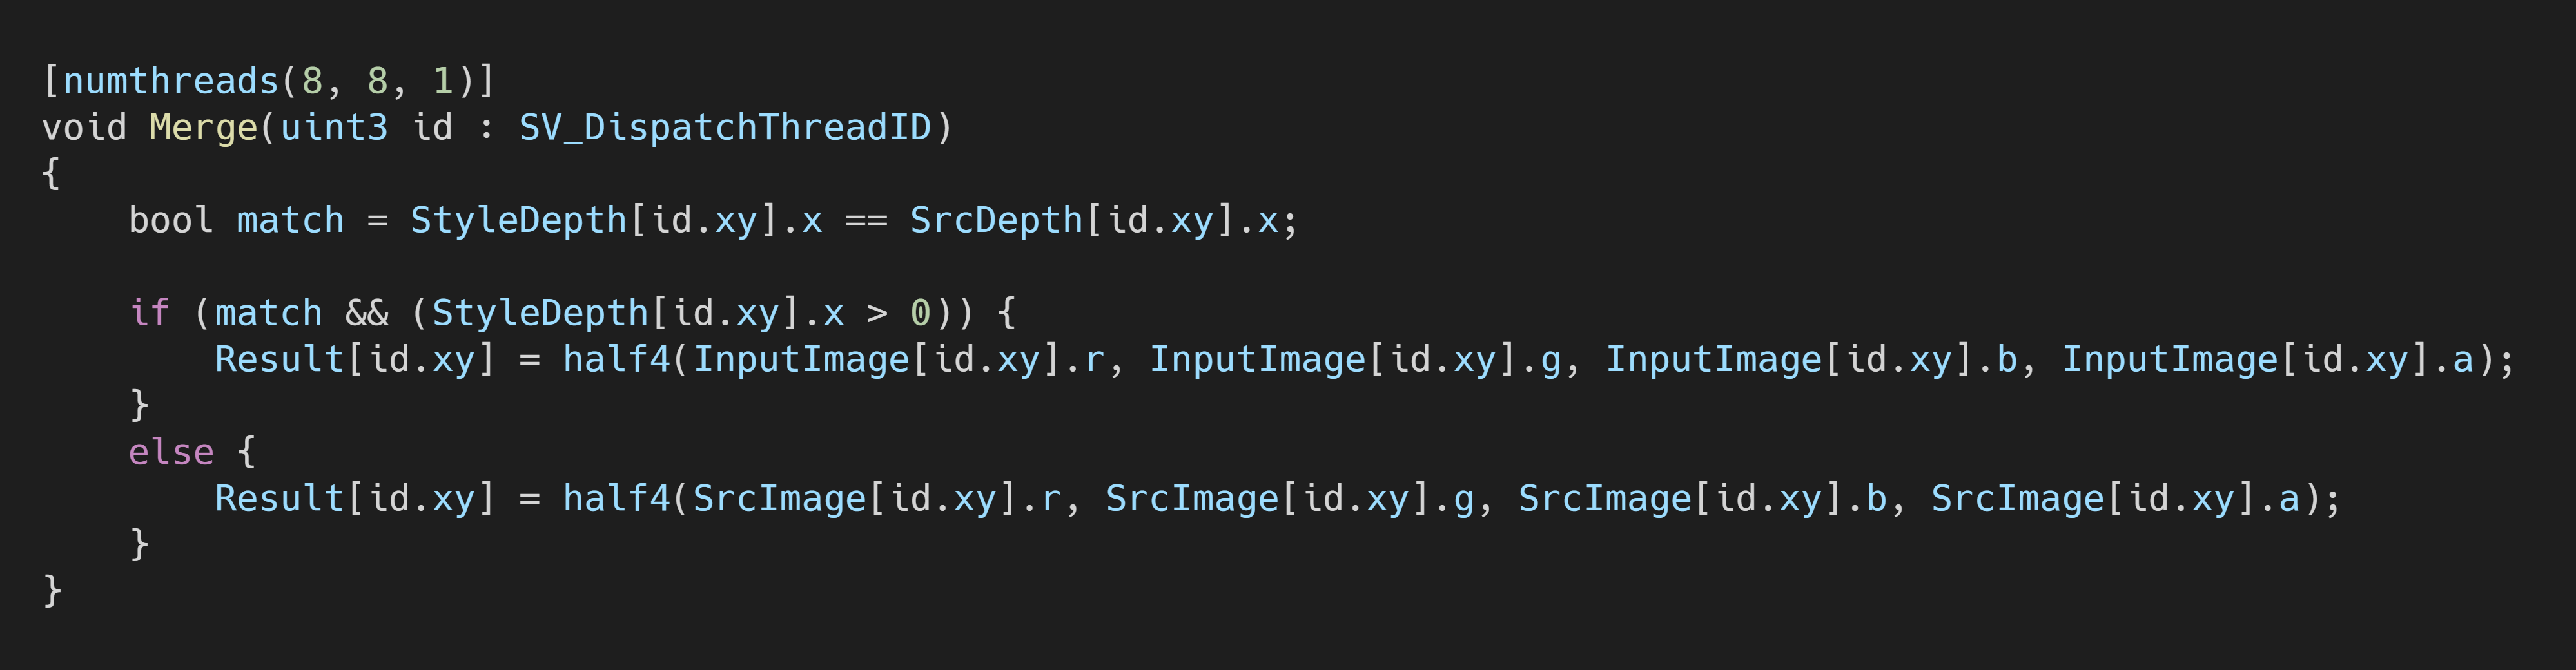 [numthreads(8, 8, 1)]
void Merge(uint3 id : SV_DispatchThreadID)
{
    bool match = StyleDepth[id.xy].x == SrcDepth[id.xy].x;

    if (match && (StyleDepth[id.xy].x > 0)) {
        Result[id.xy] = half4(InputImage[id.xy].r, InputImage[id.xy].g, InputImage[id.xy].b, InputImage[id.xy].a);
    }
    else {
        Result[id.xy] = half4(SrcImage[id.xy].r, SrcImage[id.xy].g, SrcImage[id.xy].b, SrcImage[id.xy].a);
    }
}